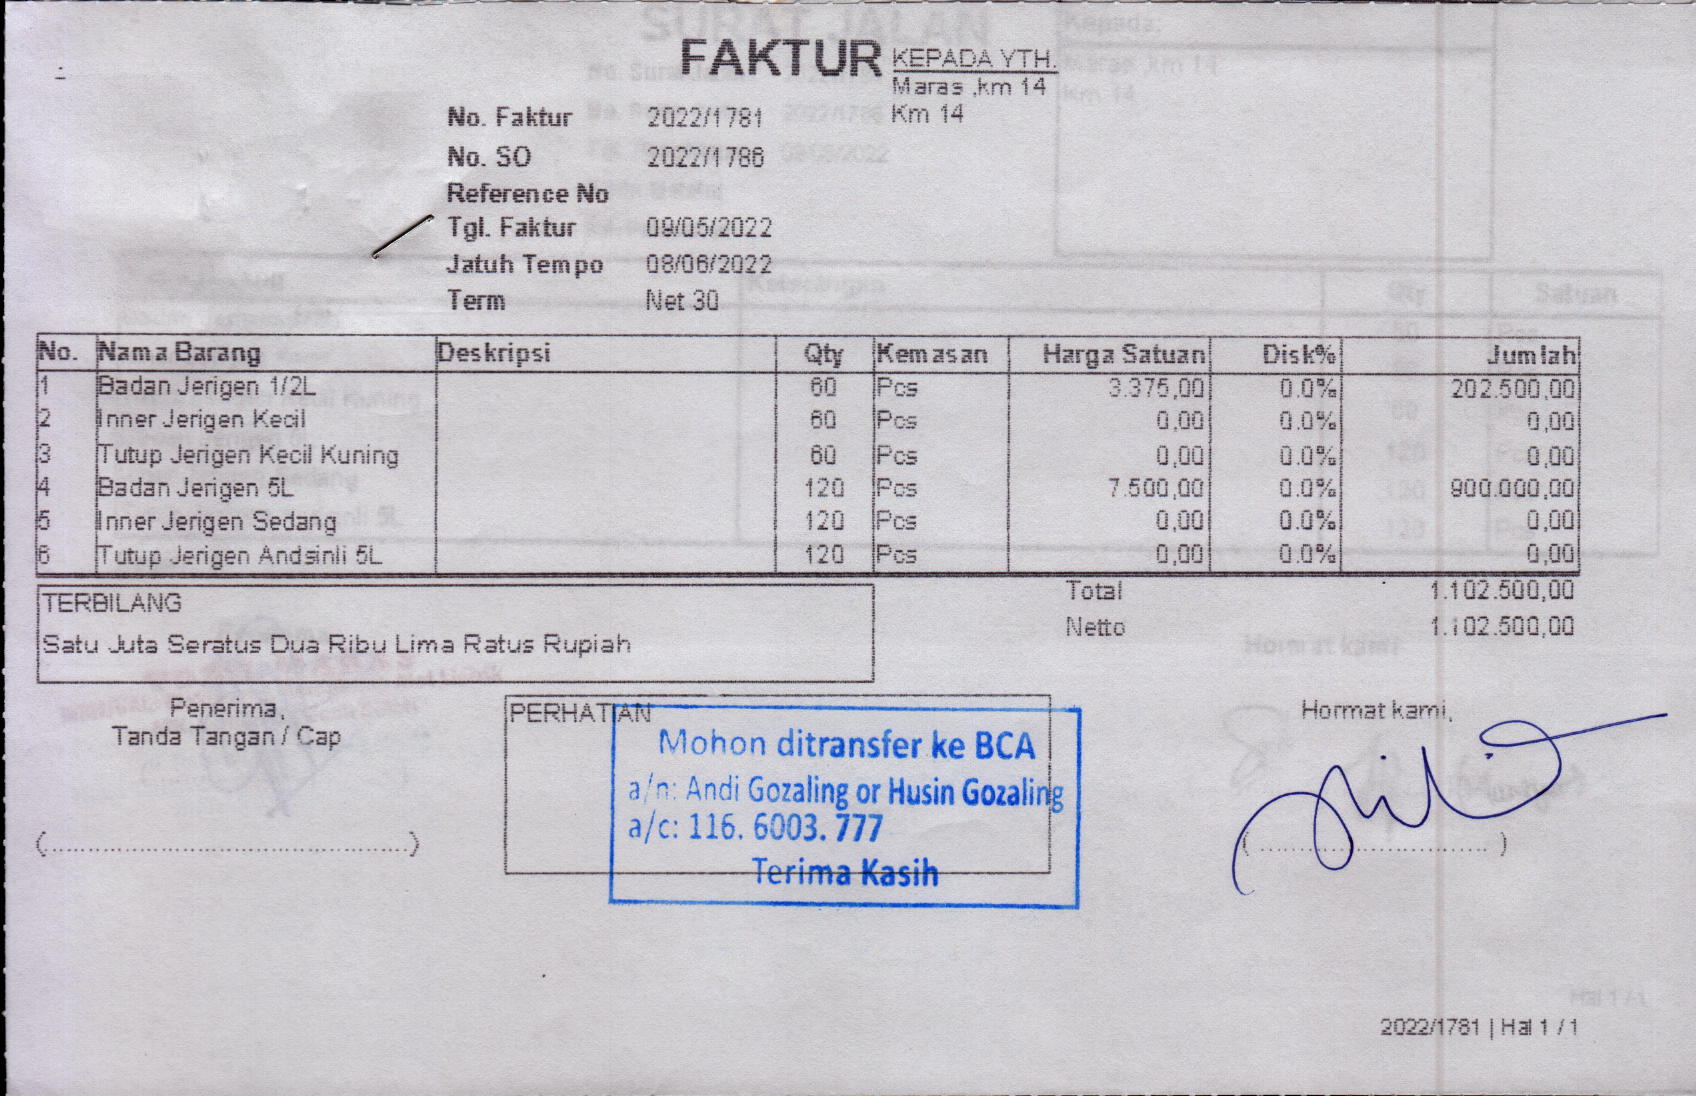 FAKTUR
KEPADA YTH.
Maras ,km 14
Km 14
No. Faktur 2022/1781
No. SO 2022/1786
Reference No
Tgl. Faktur 09/05/2022
Jatuh Tempo 08/06/2022
Term Net 30
No. Nama Barang Deskripsi Qty Kemasan Harga Satuan Disk% Jumlah
1 Badan Jerigen 1/2L 60 Pcs 3.375,00 0.0% 202.500,00
2 Inner Jerigen Kecil 60 Pcs 0,00 0.0% 0,00
3 Tutup Jerigen Kecil Kuning 60 Pcs 0,00 0.0% 0,00
4 Badan Jerigen 5L 120 Pcs 7.500,00 0.0% 900.000,00
5 Inner Jerigen Sedang 120 Pcs 0,00 0.0% 0,00
6 Tutup Jerigen Andsinli 5L 120 Pcs 0,00 0.0% 0,00
Total 1.102.500,00
Netto 1.102.500,00
TERBILANG
Satu Juta Seratus Dua Ribu Lima Ratus Rupiah
Penerima,
Tanda Tangan / Cap
(..............................................)
PERHATIAN
Mohon ditransfer ke BCA
a/n: Andi Gozaling or Husin Gozaling
a/c: 116. 6003. 777
Terima Kasih
Hormat kami,
( ............................. )
2022/1781 | Hal 1 / 1